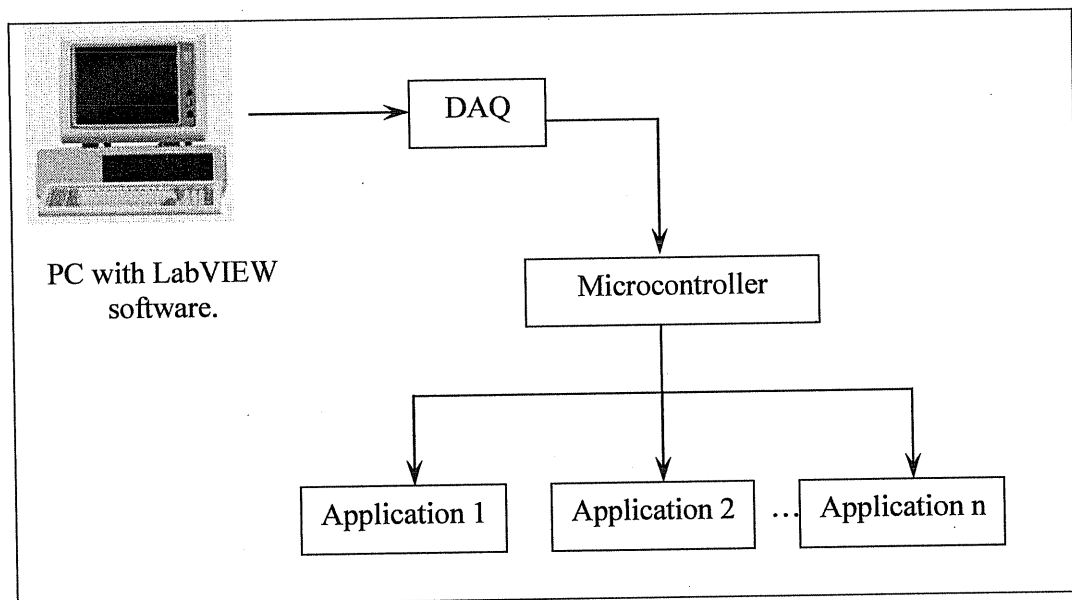 DAQ
PC with LabVIEW
software.
Microcontroller
Application 1
Application 2
...
Application n